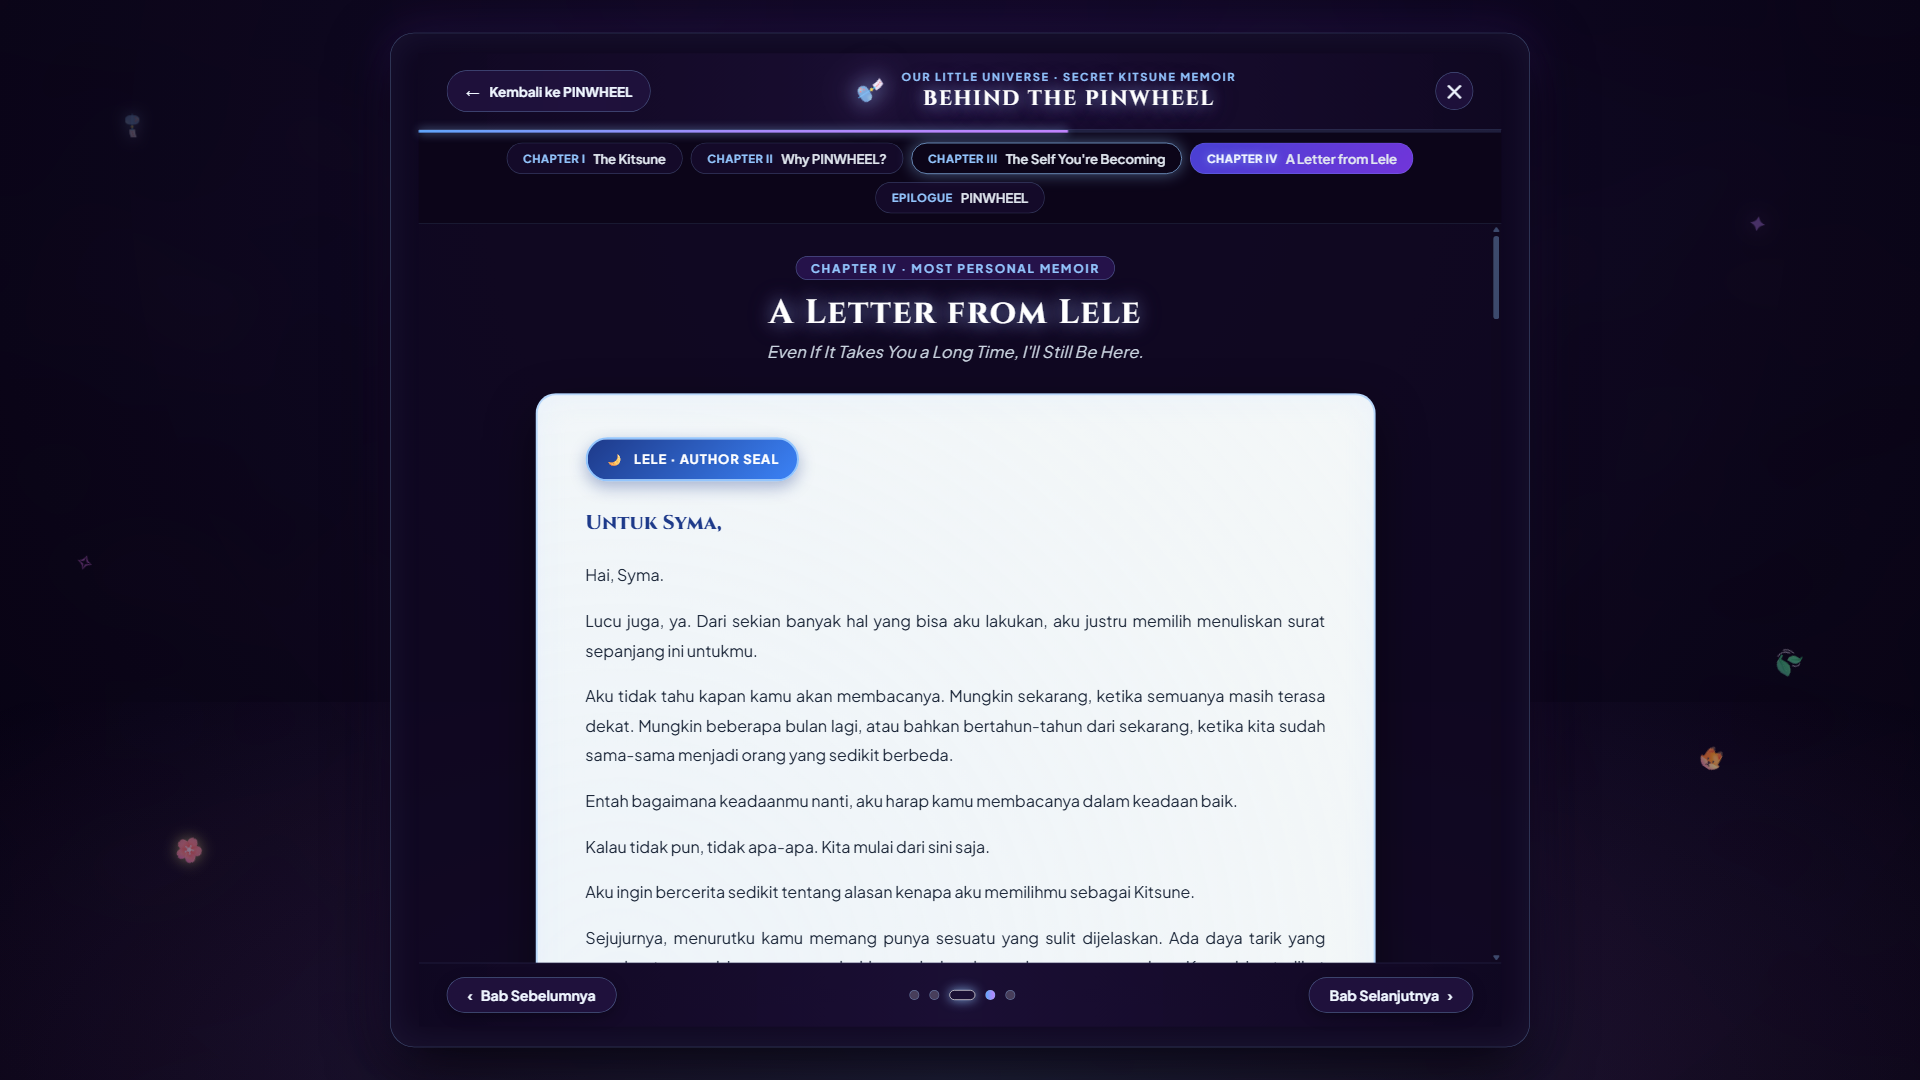 ← Kembali ke PINWHEEL
OUR LITTLE UNIVERSE · SECRET KITSUNE MEMOIR
BEHIND THE PINWHEEL
CHAPTER I The Kitsune
CHAPTER II Why PINWHEEL?
CHAPTER III The Self You're Becoming
CHAPTER IV A Letter from Lele
EPILOGUE PINWHEEL
CHAPTER IV · MOST PERSONAL MEMOIR
A Letter from Lele
Even If It Takes You a Long Time, I'll Still Be Here.
LELE · AUTHOR SEAL
Untuk Syma,
Hai, Syma.
Lucu juga, ya. Dari sekian banyak hal yang bisa aku lakukan, aku justru memilih menuliskan surat
sepanjang ini untukmu.
Aku tidak tahu kapan kamu akan membacanya. Mungkin sekarang, ketika semuanya masih terasa
dekat. Mungkin beberapa bulan lagi, atau bahkan bertahun-tahun dari sekarang, ketika kita sudah
sama-sama menjadi orang yang sedikit berbeda.
Entah bagaimana keadaanmu nanti, aku harap kamu membacanya dalam keadaan baik.
Kalau tidak pun, tidak apa-apa. Kita mulai dari sini saja.
Aku ingin bercerita sedikit tentang alasan kenapa aku memilihmu sebagai Kitsune.
Sejujurnya, menurutku kamu memang punya sesuatu yang sulit dijelaskan. Ada daya tarik yang
‹ Bab Sebelumnya
Bab Selanjutnya ›